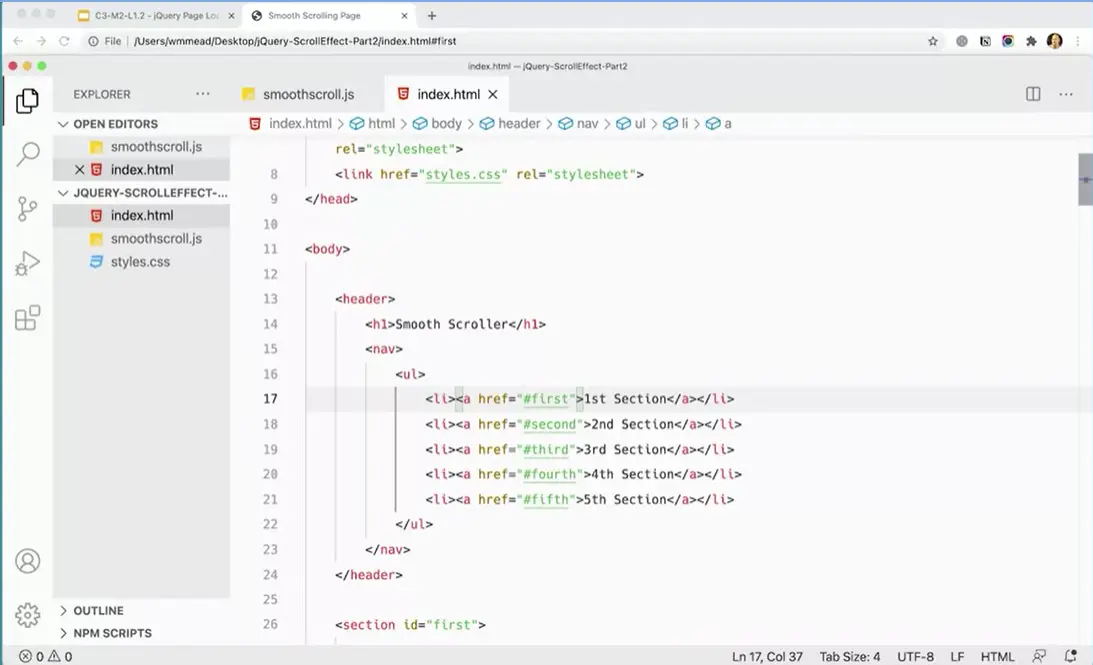 C3-M2-L1.2 - jQuery Page Loa
Smooth Scrolling Page
File /Users/wmmead/Desktop/jQuery-ScrollEffect-Part2/index.html#first
index.html — jQuery-ScrollEffect-Part2
EXPLORER
smoothscroll.js
index.html
OPEN EDITORS
index.html > html > body > header > nav > ul > li > a
smoothscroll.js
index.html
JQUERY-SCROLLEFFECT-...
index.html
smoothscroll.js
styles.css
OUTLINE
NPM SCRIPTS
rel="stylesheet">
8 <link href="styles.css" rel="stylesheet">
9 </head>
10
11 <body>
12
13 <header>
14 <h1>Smooth Scroller</h1>
15 <nav>
16 <ul>
17 <li><a href="#first">1st Section</a></li>
18 <li><a href="#second">2nd Section</a></li>
19 <li><a href="#third">3rd Section</a></li>
20 <li><a href="#fourth">4th Section</a></li>
21 <li><a href="#fifth">5th Section</a></li>
22 </ul>
23 </nav>
24 </header>
25
26 <section id="first">
0 0
Ln 17, Col 37 Tab Size: 4 UTF-8 LF HTML